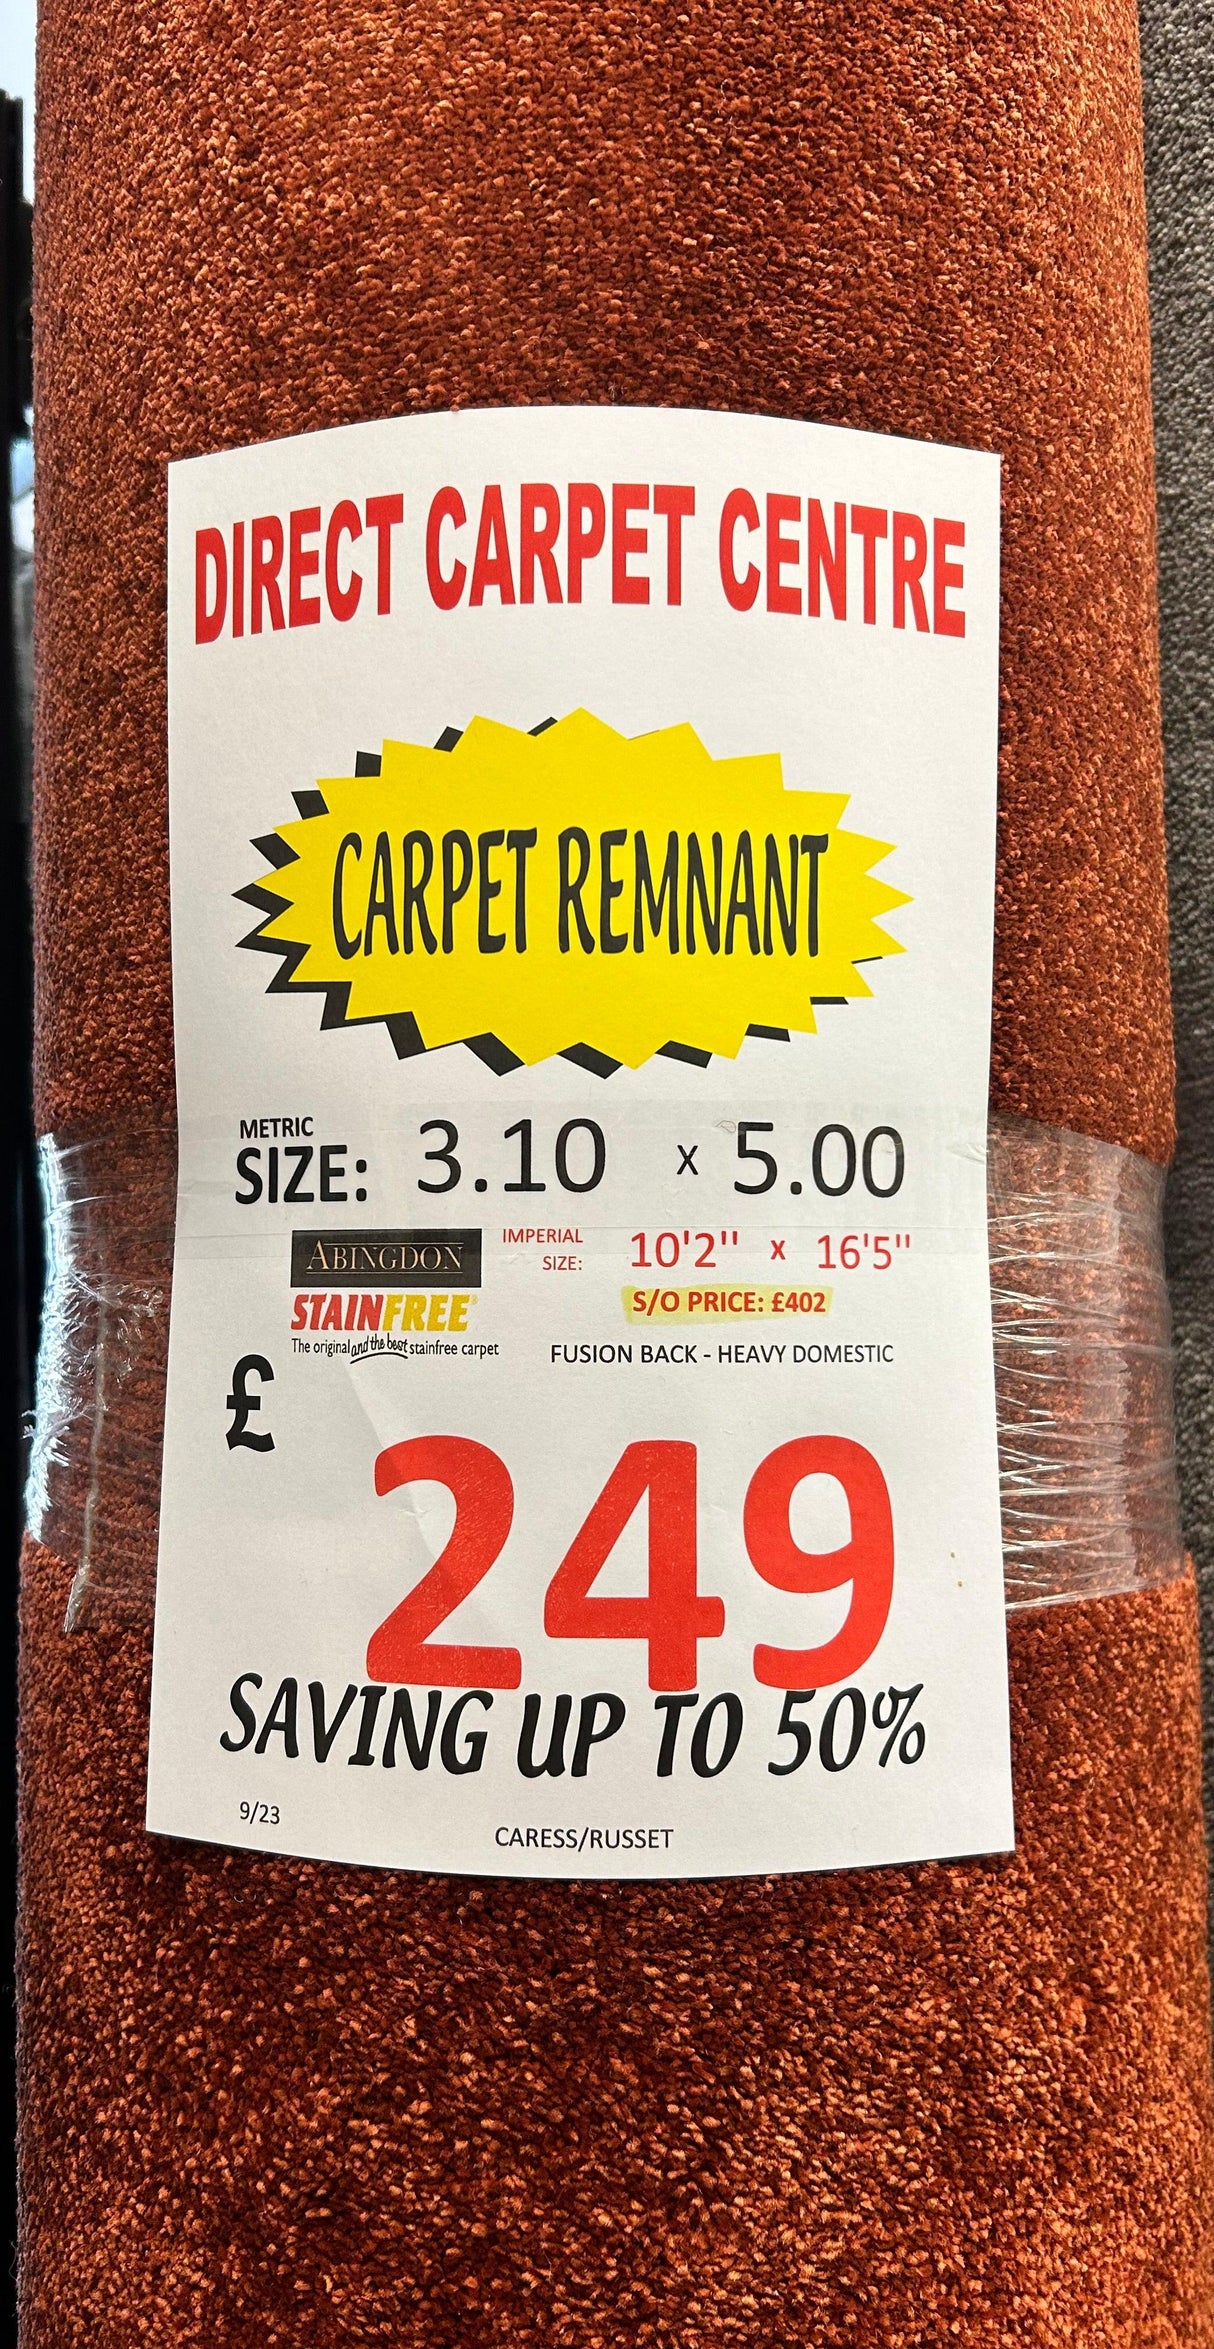 DIRECT CARPET CENTRE
CARPET REMNANT
METRIC
SIZE: 3.10 x 5.00
ABINGDON
STAINFREE
The original and the best stainfree carpet
IMPERIAL
SIZE: 10'2" x 16'5"
S/O PRICE: £402
FUSION BACK - HEAVY DOMESTIC
£ 249
SAVING UP TO 50%
9/23
CARESS/RUSSET